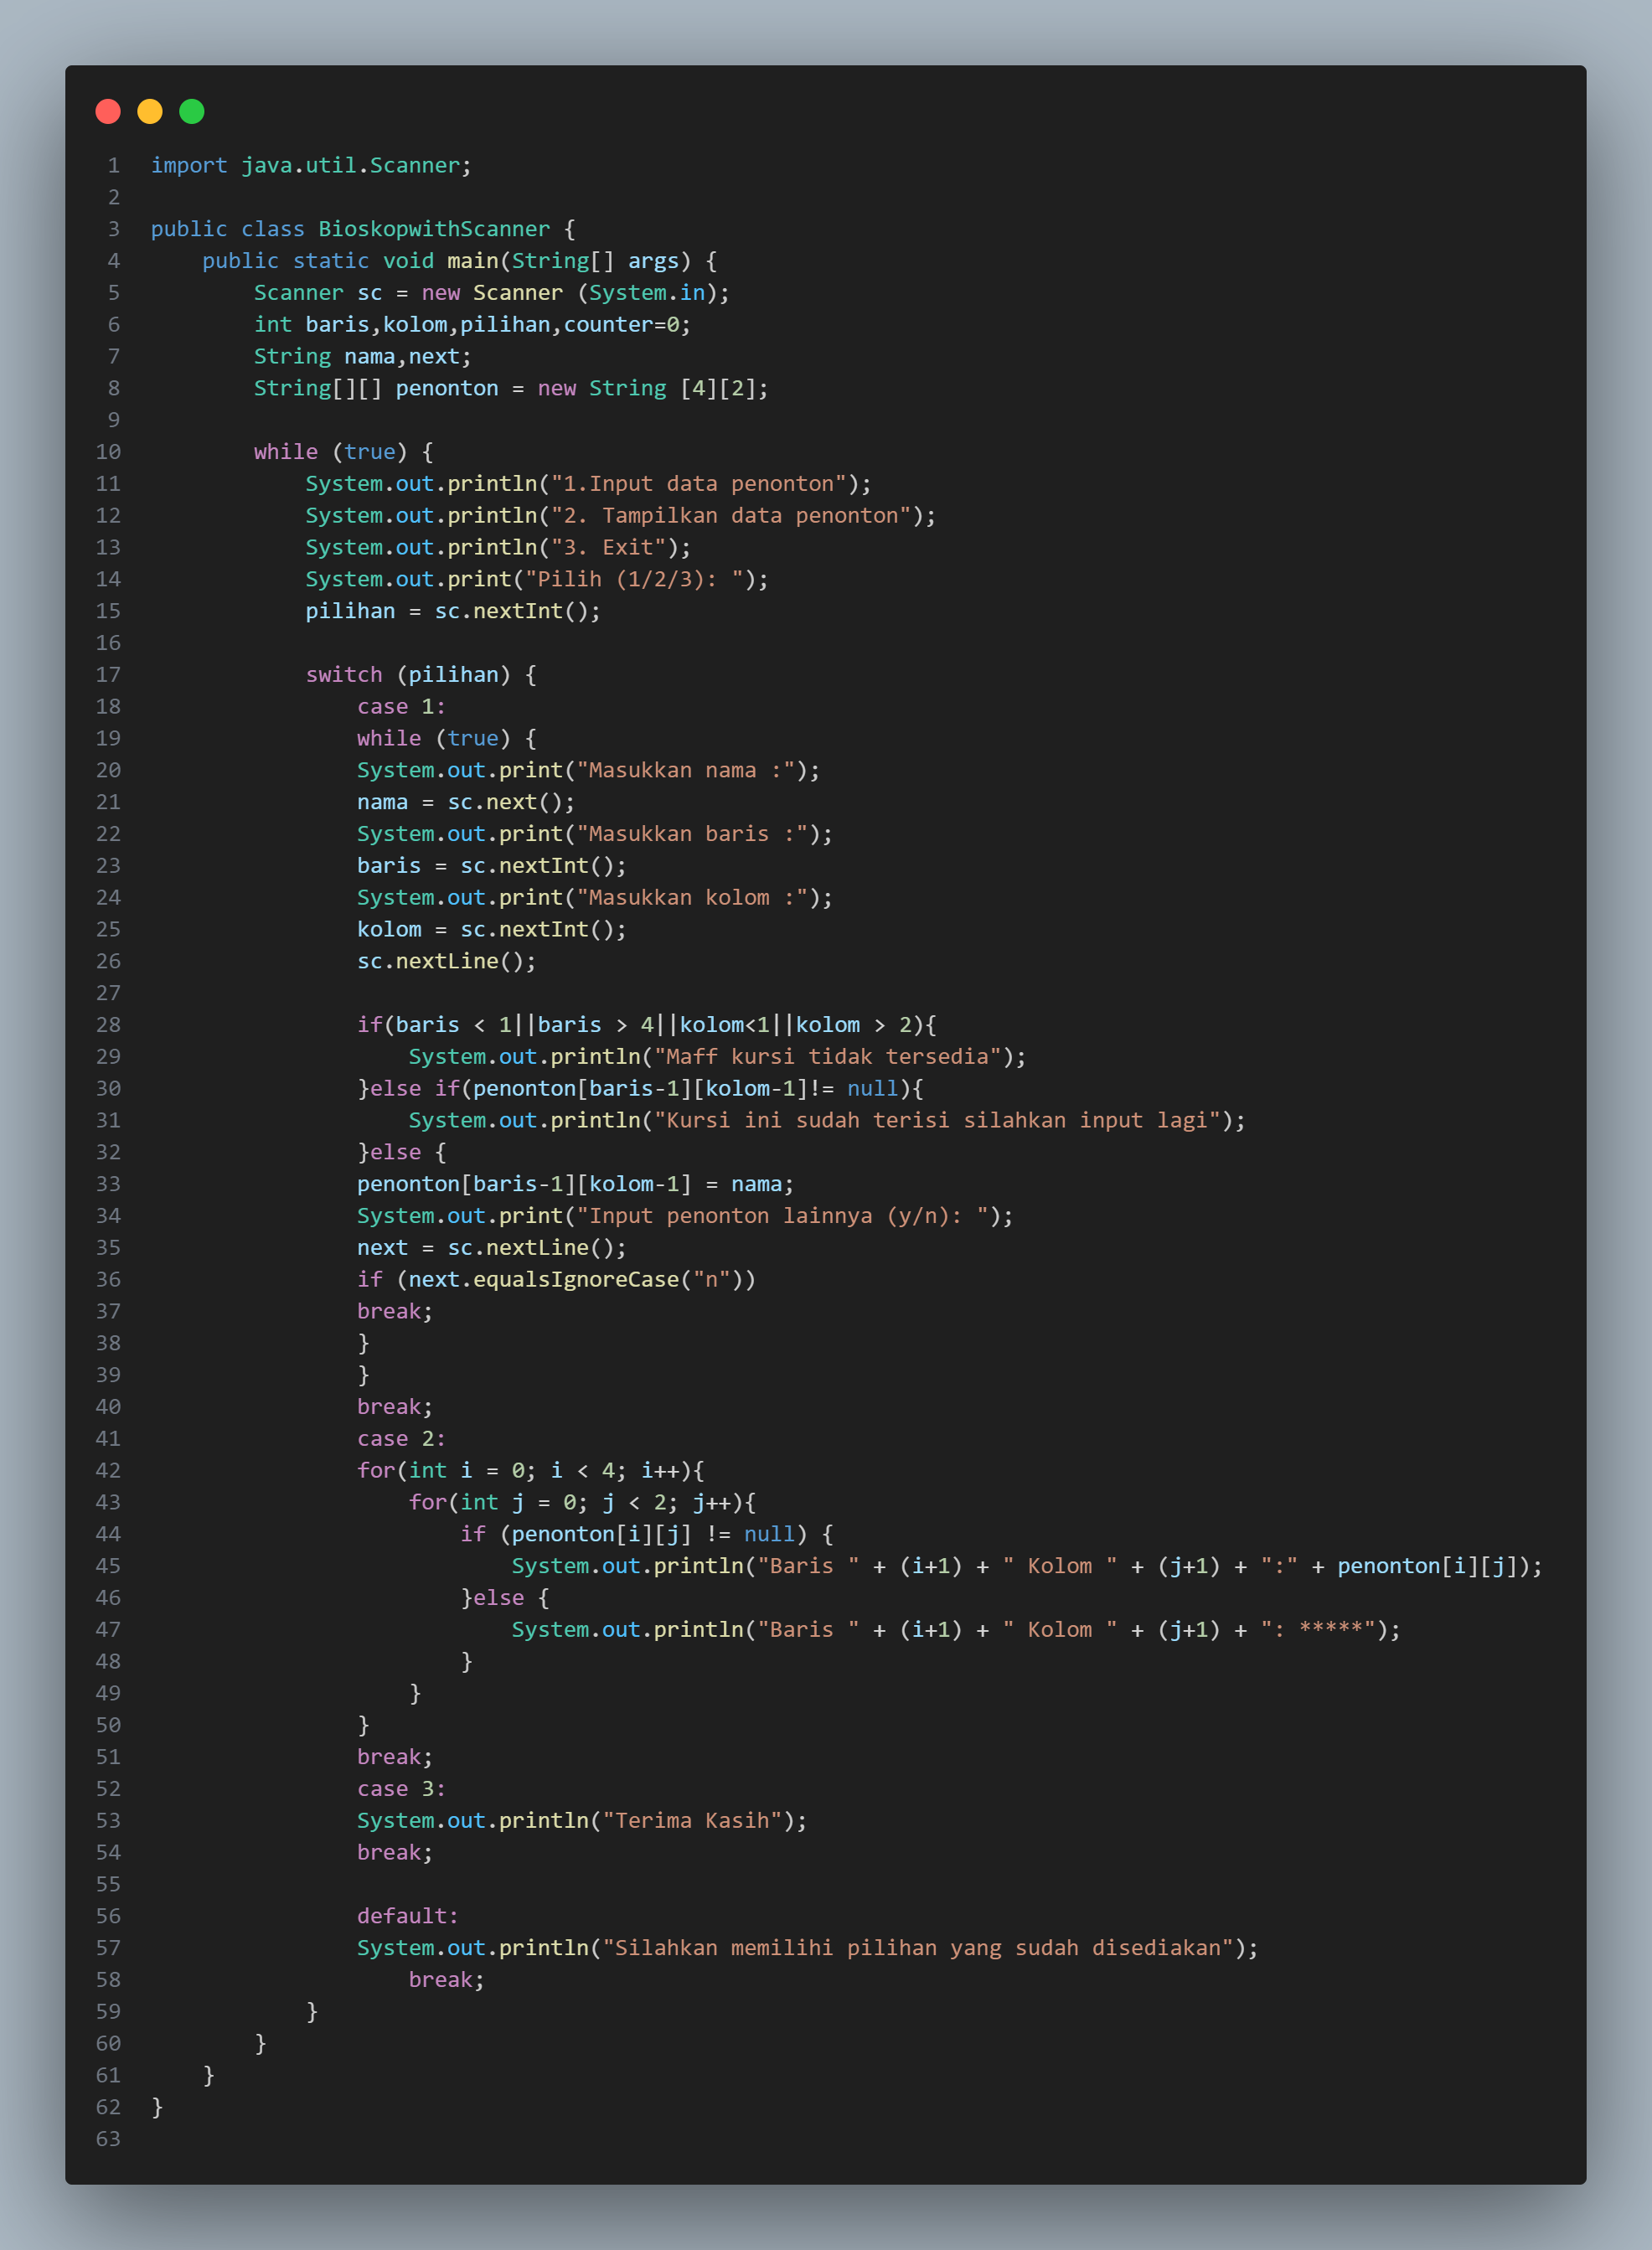 1 import java.util.Scanner;
2
3 public class BioskopwithScanner {
4     public static void main(String[] args) {
5         Scanner sc = new Scanner (System.in);
6         int baris,kolom,pilihan,counter=0;
7         String nama,next;
8         String[][] penonton = new String [4][2];
9
10         while (true) {
11             System.out.println("1.Input data penonton");
12             System.out.println("2. Tampilkan data penonton");
13             System.out.println("3. Exit");
14             System.out.print("Pilih (1/2/3): ");
15             pilihan = sc.nextInt();
16
17             switch (pilihan) {
18                 case 1:
19                 while (true) {
20                 System.out.print("Masukkan nama :");
21                 nama = sc.next();
22                 System.out.print("Masukkan baris :");
23                 baris = sc.nextInt();
24                 System.out.print("Masukkan kolom :");
25                 kolom = sc.nextInt();
26                 sc.nextLine();
27
28                 if(baris < 1||baris > 4||kolom<1||kolom > 2){
29                     System.out.println("Maff kursi tidak tersedia");
30                 }else if(penonton[baris-1][kolom-1]!= null){
31                     System.out.println("Kursi ini sudah terisi silahkan input lagi");
32                 }else {
33                 penonton[baris-1][kolom-1] = nama;
34                 System.out.print("Input penonton lainnya (y/n): ");
35                 next = sc.nextLine();
36                 if (next.equalsIgnoreCase("n"))
37                 break;
38                 }
39                 }
40                 break;
41                 case 2:
42                 for(int i = 0; i < 4; i++){
43                     for(int j = 0; j < 2; j++){
44                         if (penonton[i][j] != null) {
45                             System.out.println("Baris " + (i+1) + " Kolom " + (j+1) + ":" + penonton[i][j]);
46                         }else {
47                             System.out.println("Baris " + (i+1) + " Kolom " + (j+1) + ": *****");
48                         }
49                     }
50                 }
51                 break;
52                 case 3:
53                 System.out.println("Terima Kasih");
54                 break;
55
56                 default:
57                 System.out.println("Silahkan memilihi pilihan yang sudah disediakan");
58                     break;
59             }
60         }
61     }
62 }
63